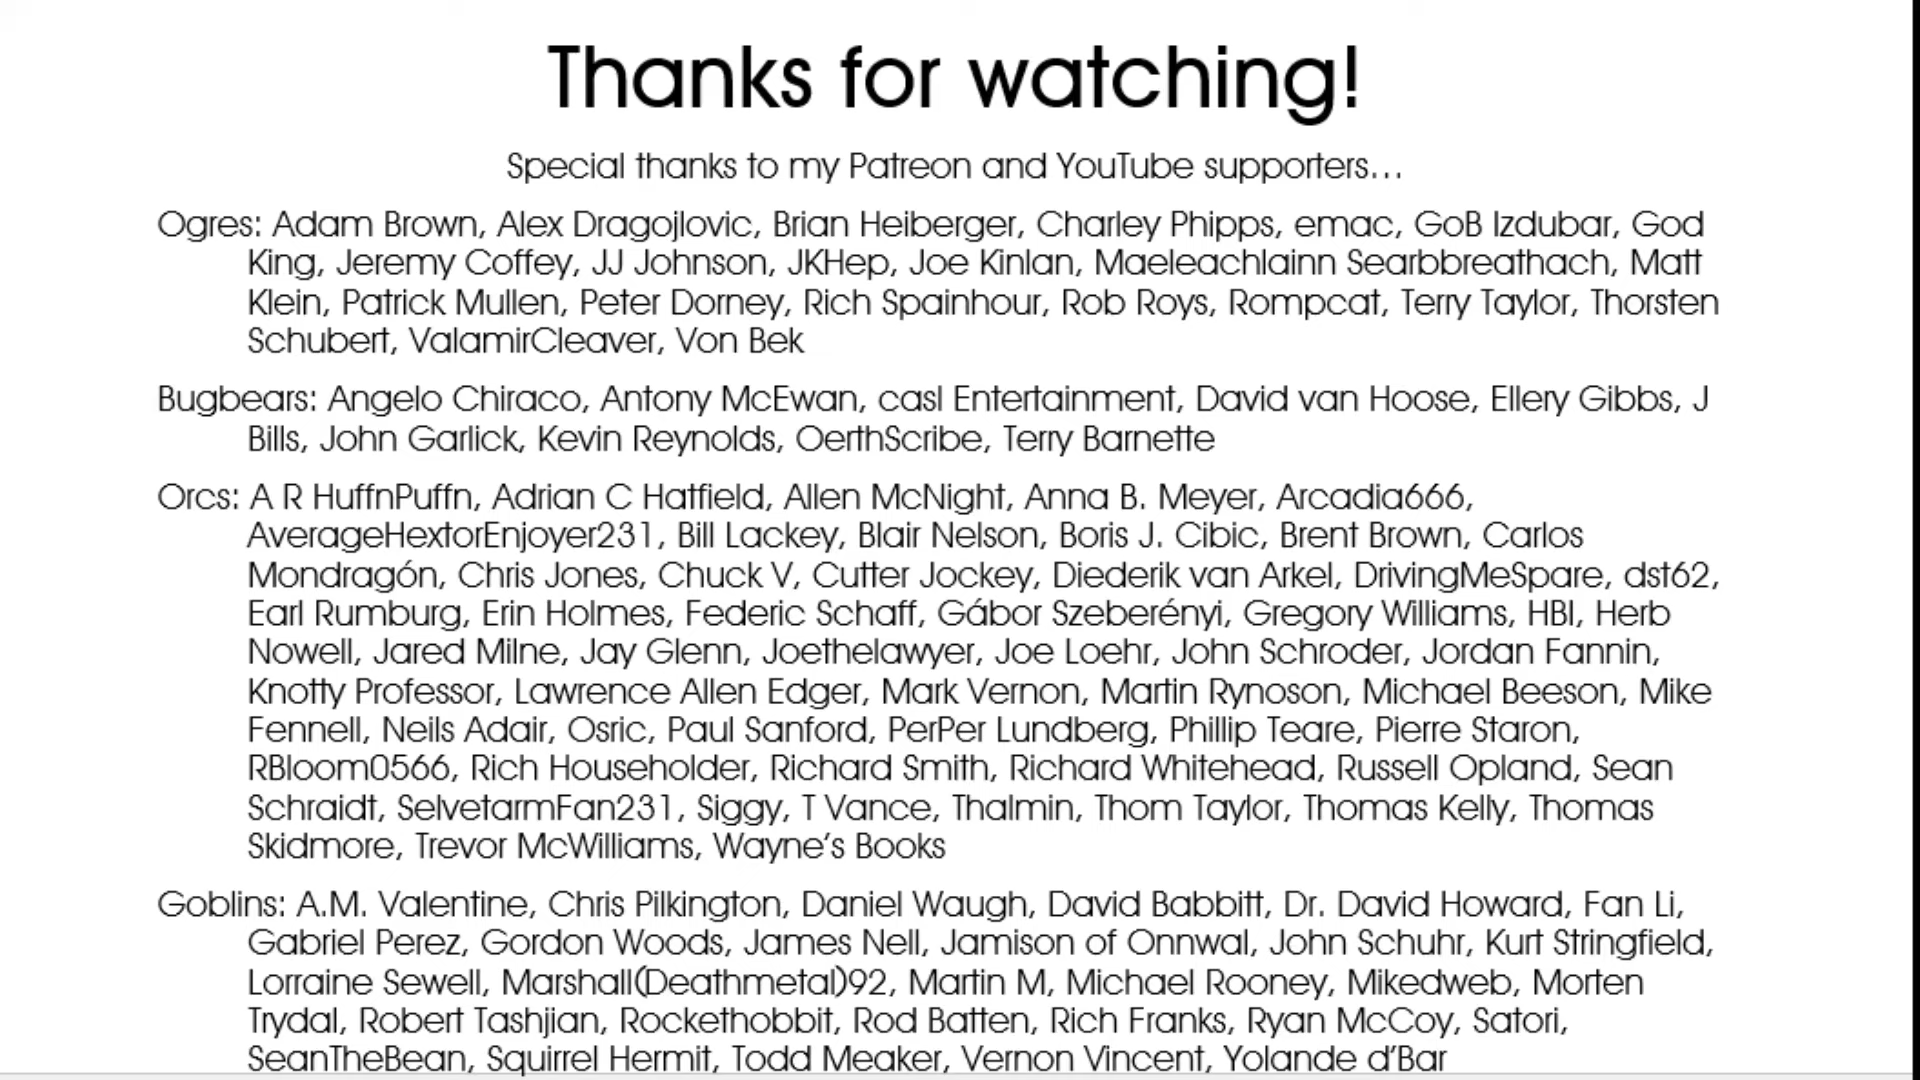 Thanks for watching!
Special thanks to my Patreon and YouTube supporters…
Ogres: Adam Brown, Alex Dragojlovic, Brian Heiberger, Charley Phipps, emac, GoB Izdubar, God
King, Jeremy Coffey, JJ Johnson, JKHep, Joe Kinlan, Maeleachlainn Searbbreathach, Matt
Klein, Patrick Mullen, Peter Dorney, Rich Spainhour, Rob Roys, Rompcat, Terry Taylor, Thorsten
Schubert, ValamirCleaver, Von Bek
Bugbears: Angelo Chiraco, Antony McEwan, casl Entertainment, David van Hoose, Ellery Gibbs, J
Bills, John Garlick, Kevin Reynolds, OerthScribe, Terry Barnette
Orcs: A R HuffnPuffn, Adrian C Hatfield, Allen McNight, Anna B. Meyer, Arcadia666,
AverageHextorEnjoyer231, Bill Lackey, Blair Nelson, Boris J. Cibic, Brent Brown, Carlos
Mondragón, Chris Jones, Chuck V, Cutter Jockey, Diederik van Arkel, DrivingMeSpare, dst62,
Earl Rumburg, Erin Holmes, Federic Schaff, Gábor Szeberényi, Gregory Williams, HBI, Herb
Nowell, Jared Milne, Jay Glenn, Joethelawyer, Joe Loehr, John Schroder, Jordan Fannin,
Knotty Professor, Lawrence Allen Edger, Mark Vernon, Martin Rynoson, Michael Beeson, Mike
Fennell, Neils Adair, Osric, Paul Sanford, PerPer Lundberg, Phillip Teare, Pierre Staron,
RBloom0566, Rich Householder, Richard Smith, Richard Whitehead, Russell Opland, Sean
Schraidt, SelvetarmFan231, Siggy, T Vance, Thalmin, Thom Taylor, Thomas Kelly, Thomas
Skidmore, Trevor McWilliams, Wayne’s Books
Goblins: A.M. Valentine, Chris Pilkington, Daniel Waugh, David Babbitt, Dr. David Howard, Fan Li,
Gabriel Perez, Gordon Woods, James Nell, Jamison of Onnwal, John Schuhr, Kurt Stringfield,
Lorraine Sewell, Marshall(Deathmetal)92, Martin M, Michael Rooney, Mikedweb, Morten
Trydal, Robert Tashjian, Rockethobbit, Rod Batten, Rich Franks, Ryan McCoy, Satori,
SeanTheBean, Squirrel Hermit, Todd Meaker, Vernon Vincent, Yolande d’Bar